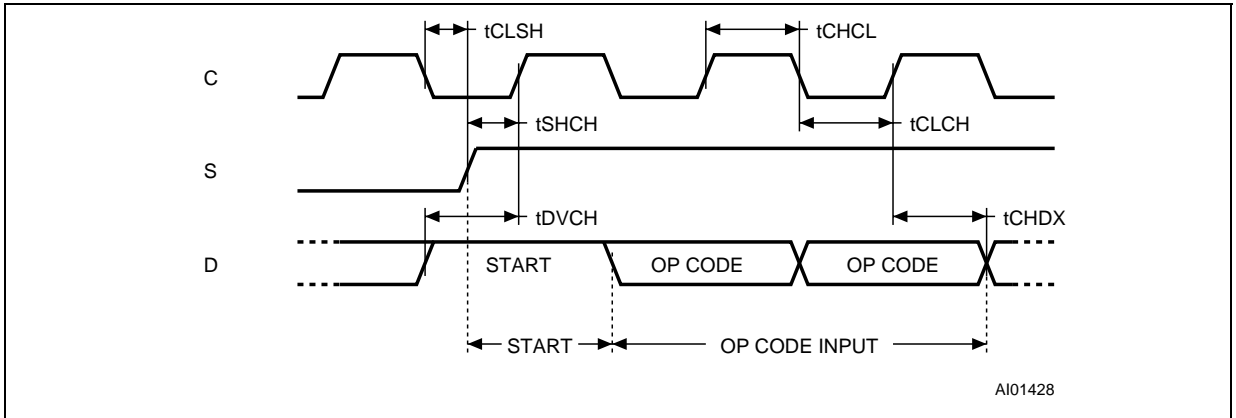 tCLSH
tCHCL
C
tSHCH
tCLCH
S
tDVCH
tCHDX
D
START
OP CODE
OP CODE
START
OP CODE INPUT
AI01428